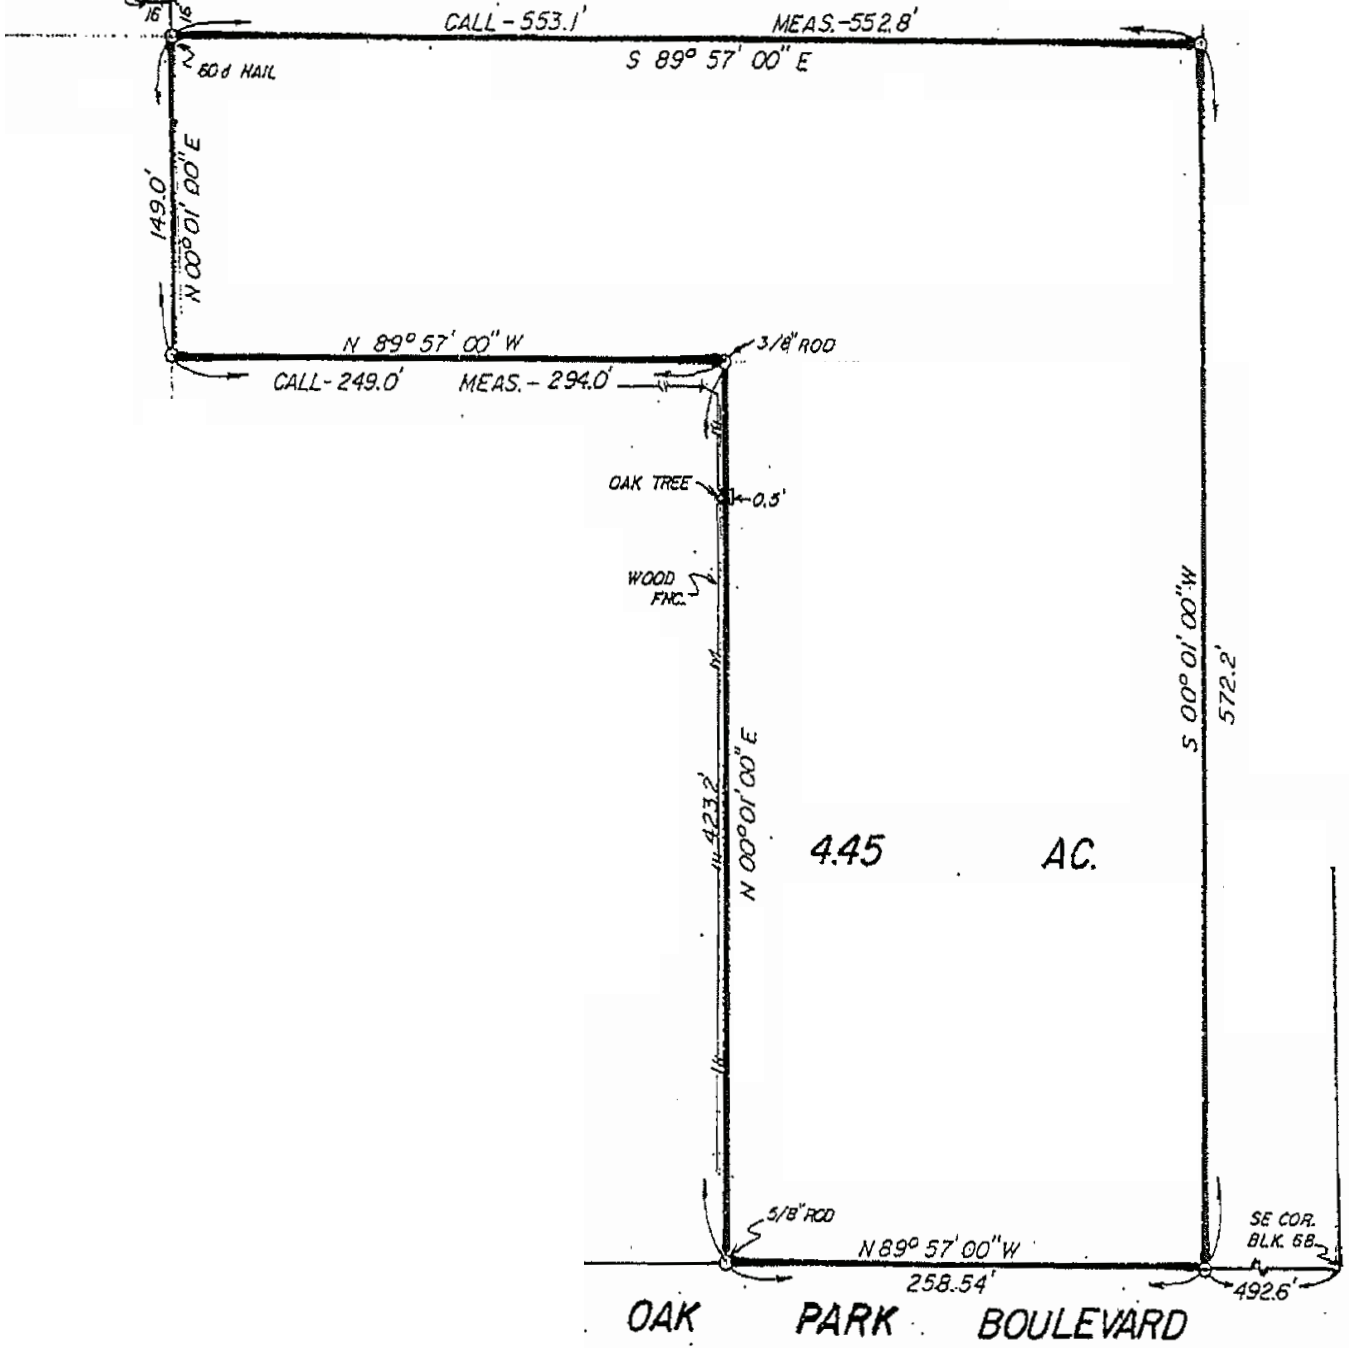 16 16
CALL-553.1' MEAS.-552.8'
S 89° 57' 00" E
60d NAIL
149.0'
N 00° 01' 00" E
N 89° 57' 00" W
3/8" ROD
CALL-249.0' MEAS.-294.0'
OAK TREE
0.5'
WOOD
FNC.
S 00° 01' 00" W
572.2'
423.2'
N 00° 01' 00" E
4.45 AC.
5/8" ROD
N 89° 57' 00" W
258.54'
SE COR.
BLK. 68
492.6'
OAK PARK BOULEVARD